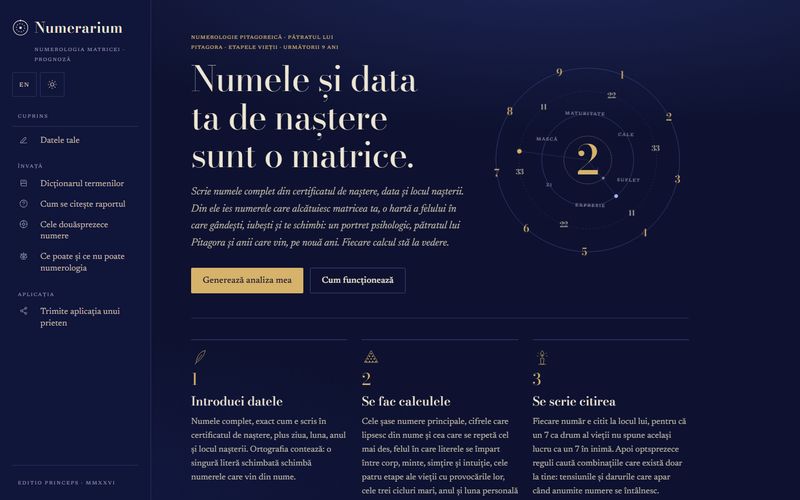 Numerarium
NUMEROLOGIA MATRICEI ·
PROGNOZĂ
EN
CUPRINS
Datele tale
ÎNVAȚĂ
Dicționarul termenilor
Cum se citește raportul
Cele douăsprezece
numere
Ce poate și ce nu poate
numerologia
APLICAȚIA
Trimite aplicația unui
prieten
EDITIO PRINCEPS · MMXXVI
NUMEROLOGIE PITAGOREICĂ · PĂTRATUL LUI
PITAGORA · ETAPELE VIEȚII · URMĂTORII 9 ANI
Numele și data
ta de naștere
sunt o matrice.
Scrie numele complet din certificatul de naștere, data și locul nașterii.
Din ele ies numerele care alcătuiesc matricea ta, o hartă a felului în
care gândești, iubești și te schimbi: un portret psihologic, pătratul lui
Pitagora și anii care vin, pe nouă ani. Fiecare calcul stă la vedere.
Generează analiza mea
Cum funcționează
9
1
22
8
11
MATURITATE
2
MASCĂ
CALE
33
2
7
33
11
SUFLET
3
EXPRESIE
11
22
6
4
5
1
Introduci datele
Numele complet, exact cum e scris în
certificatul de naștere, plus ziua, luna, anul
și locul nașterii. Ortografia contează: o
singură literă schimbată schimbă
numerele care vin din nume.
2
Se fac calculele
Cele șase numere principale, cifrele care
lipsesc din nume și cea care se repetă cel
mai des, felul în care literele se împart
între corp, minte, simțire și intuiție, cele
patru etape ale vieții cu provocările lor,
cele trei cicluri mari, anul și luna personală
3
Se scrie citirea
Fiecare număr e citit la locul lui, pentru că
un 7 ca drum al vieții nu spune același
lucru ca un 7 în inimă. Apoi optsprezece
reguli caută combinațiile care există doar
la tine: tensiunile și darurile care apar
când anumite numere se întâlnesc.